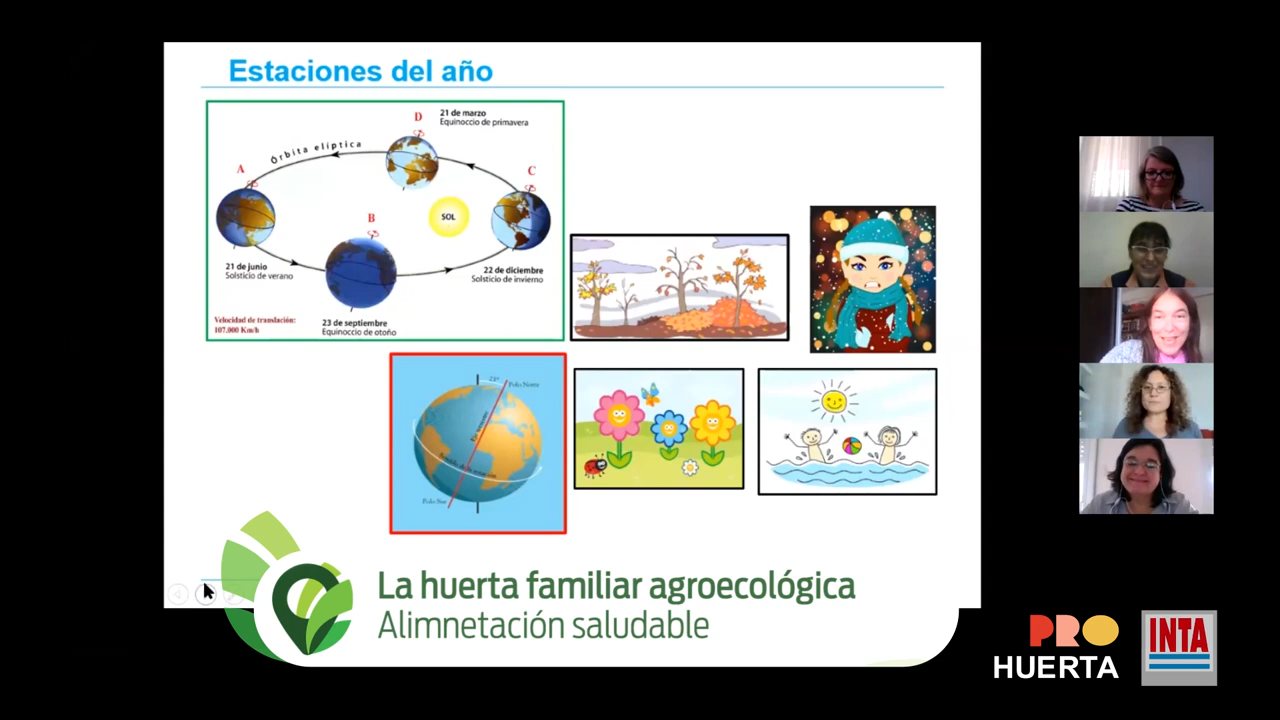 Estaciones del año
D
21 de marzo
Equinoccio de primavera
Órbita elíptica
A
C
B
SOL
21 de junio
Solsticio de verano
22 de diciembre
Solsticio de invierno
23 de septiembre
Equinoccio de otoño
Velocidad de translación:
107.000 Km/h
23°
Polo Norte
Polo Sur
La huerta familiar agroecológica
Alimnetación saludable
PRO
HUERTA
INTA